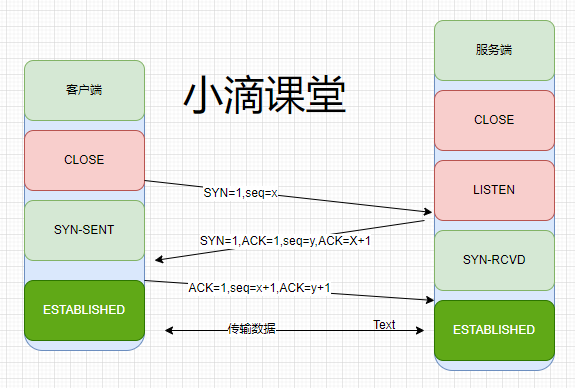 服务端
客户端
小滴课堂
CLOSE
CLOSE
SYN=1,seq=x
LISTEN
SYN-SENT
SYN=1,ACK=1,seq=y,ACK=X+1
SYN-RCVD
ACK=1,seq=x+1,ACK=y+1
ESTABLISHED
传输数据
Text
ESTABLISHED